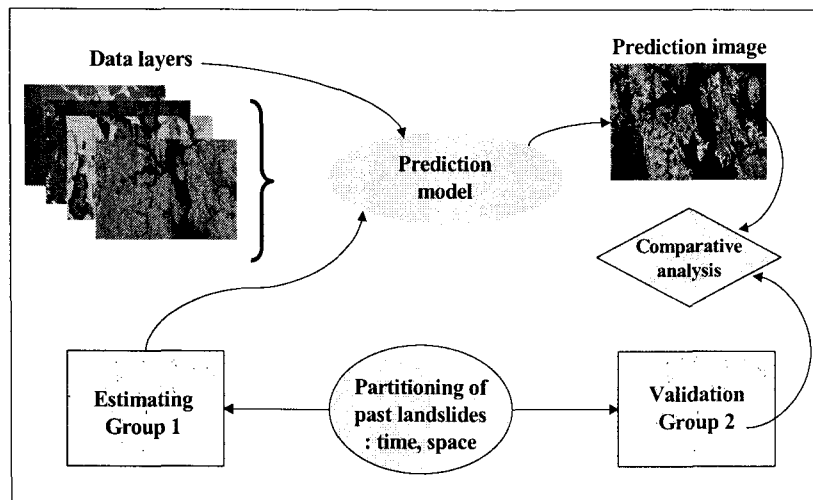 Data layers
Prediction image
Prediction
model
Comparative
analysis
Estimating
Group 1
Partitioning of
past landslides
: time, space
Validation
Group 2